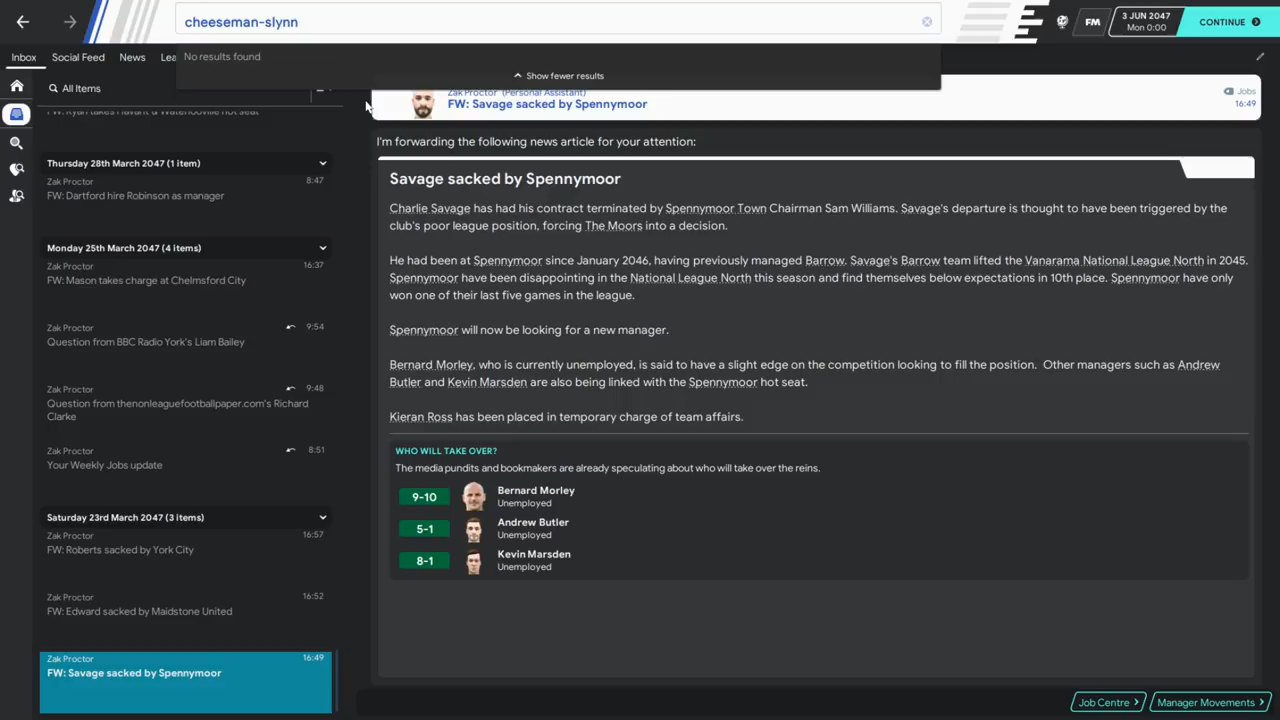 cheeseman-slynn
FM
3 JUN 2047
Mon 0:00
CONTINUE
Inbox
Social Feed
News
Lea
No results found
Show fewer results
All Items
Zak Proctor (Personal Assistant)
FW: Savage sacked by Spennymoor
Jobs
16:49
FW: Ryan takes Havant & Waterlooville hot seat
I'm forwarding the following news article for your attention:
Thursday 28th March 2047 (1 item)
Zak Proctor
8:47
FW: Dartford hire Robinson as manager
Monday 25th March 2047 (4 items)
Zak Proctor
16:37
FW: Mason takes charge at Chelmsford City
Zak Proctor
9:54
Question from BBC Radio York's Liam Bailey
Zak Proctor
9:48
Question from thenonleaguefootballpaper.com's Richard
Clarke
Zak Proctor
8:51
Your Weekly Jobs update
Saturday 23rd March 2047 (3 items)
Zak Proctor
16:57
FW: Roberts sacked by York City
Zak Proctor
16:52
FW: Edward sacked by Maidstone United
Zak Proctor
16:49
FW: Savage sacked by Spennymoor
Savage sacked by Spennymoor
Charlie Savage has had his contract terminated by Spennymoor Town Chairman Sam Williams. Savage's departure is thought to have been triggered by the
club's poor league position, forcing The Moors into a decision.
He had been at Spennymoor since January 2046, having previously managed Barrow. Savage's Barrow team lifted the Vanarama National League North in 2045.
Spennymoor have been disappointing in the National League North this season and find themselves below expectations in 10th place. Spennymoor have only
won one of their last five games in the league.
Spennymoor will now be looking for a new manager.
Bernard Morley, who is currently unemployed, is said to have a slight edge on the competition looking to fill the position. Other managers such as Andrew
Butler and Kevin Marsden are also being linked with the Spennymoor hot seat.
Kieran Ross has been placed in temporary charge of team affairs.
WHO WILL TAKE OVER?
The media pundits and bookmakers are already speculating about who will take over the reins.
9-10
Bernard Morley
Unemployed
5-1
Andrew Butler
Unemployed
8-1
Kevin Marsden
Unemployed
Job Centre
Manager Movements